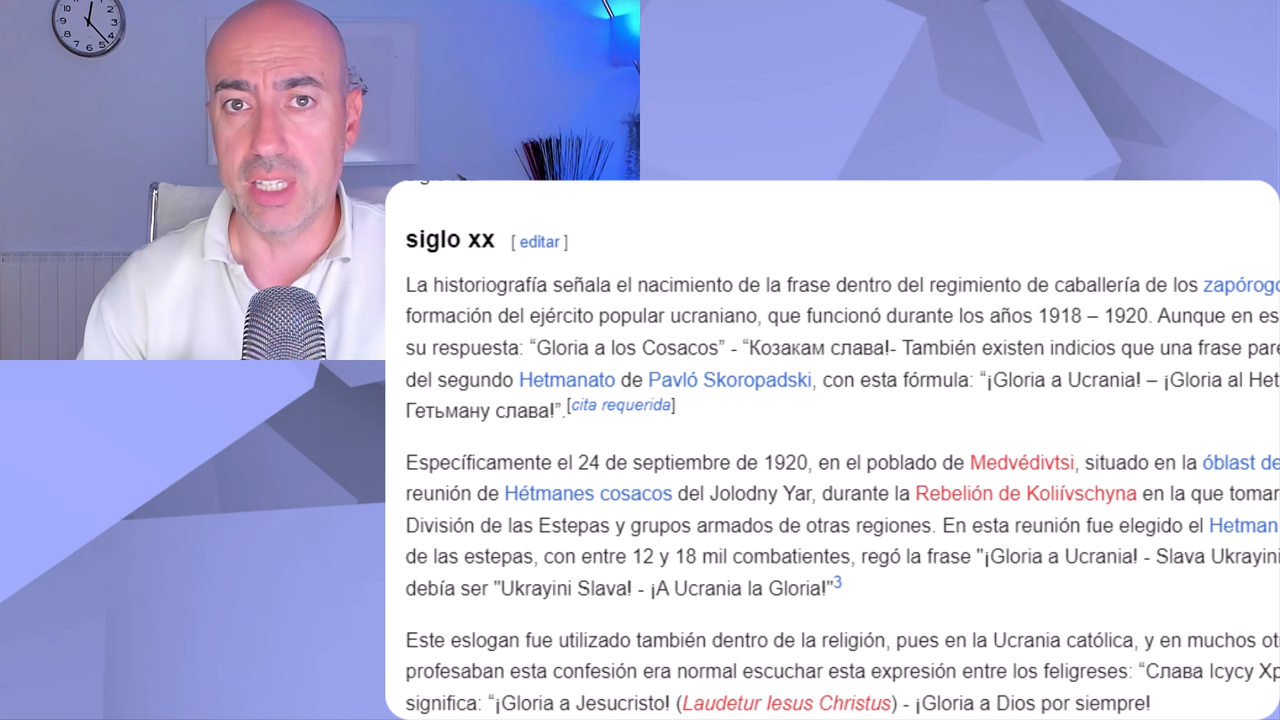 siglo xx [ editar ]
La historiografía señala el nacimiento de la frase dentro del regimiento de caballería de los
formación del ejército popular ucraniano, que funcionó durante los años 1918 – 1920. Aunque en
su respuesta: “Gloria a los Cosacos” - “Козакам слава!- También existen indicios que una frase
del segundo Hetmanato de Pavló Skoropadski, con esta fórmula: “¡Gloria a Ucrania! – ¡Gloria al
Гетьману слава!”.[cita requerida]
Específicamente el 24 de septiembre de 1920, en el poblado de Medvédivtsi, situado en la óblast de
reunión de Hétmanes cosacos del Jolodny Yar, durante la Rebelión de Koliívschyna en la que
División de las Estepas y grupos armados de otras regiones. En esta reunión fue elegido el Hetman
de las estepas, con entre 12 y 18 mil combatientes, regó la frase "¡Gloria a Ucrania! - Slava Ukrayini
debía ser "Ukrayini Slava! - ¡A Ucrania la Gloria!"3
Este eslogan fue utilizado también dentro de la religión, pues en la Ucrania católica, y en muchos
profesaban esta confesión era normal escuchar esta expresión entre los feligreses: “Слава Ісусу
significa: “¡Gloria a Jesucristo! (Laudetur Iesus Christus) - ¡Gloria a Dios por siempre!